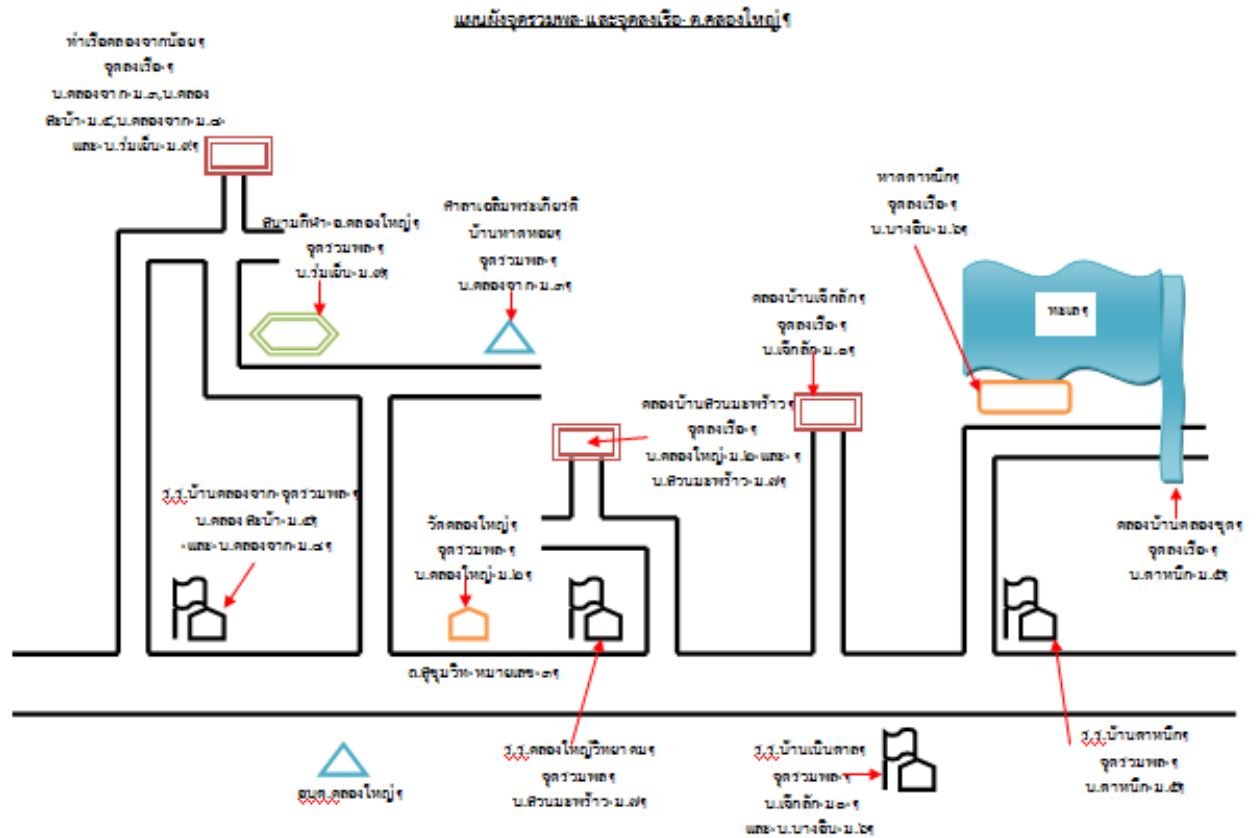 แผนผังจุดรวมพล และจุดลงเรือ ต.คลองใหญ่
ท่าเรือคลองจากน้อย
จุดลงเรือ
บ.คลองจาก ม.๓,บ.คลอง
สะบ้า ม.๔,บ.คลองจาก ม.๘
และ บ.ร่มเย็น ม.๙
สนามกีฬา อ.คลองใหญ่
จุดรวมพล
บ.ร่มเย็น ม.๙
ศาลาเฉลิมพระเกียรติ
บ้านหาดหอย
จุดรวมพล
บ.คลองจาก ม.๓
หาดตาหนึก
จุดลงเรือ
บ.บางอิน ม.๖
ทะเล
คลองบ้านเจ็กลัก
จุดลงเรือ
บ.เจ็กลัก ม.๑
คลองบ้านสวนมะพร้าว
จุดลงเรือ
บ.คลองใหญ่ ม.๒ และ
บ.สวนมะพร้าว ม.๗
ร.ร.บ้านคลองจาก จุดรวมพล
บ.คลองสะบ้า ม.๔
และ บ.คลองจาก ม.๘
วัดคลองใหญ่
จุดรวมพล
บ.คลองใหญ่ ม.๒
คลองบ้านคลองขุด
จุดลงเรือ
บ.ตาหนึก ม.๕
ถ.สุขุมวิท หมายเลข ๓
อบต.คลองใหญ่
ร.ร.คลองใหญ่วิทยาคม
จุดรวมพล
บ.สวนมะพร้าว ม.๗
ร.ร.บ้านเนินตาล
จุดรวมพล
บ.เจ็กลัก ม.๑
และ บ.บางอิน ม.๖
ร.ร.บ้านตาหนึก
จุดรวมพล
บ.ตาหนึก ม.๕